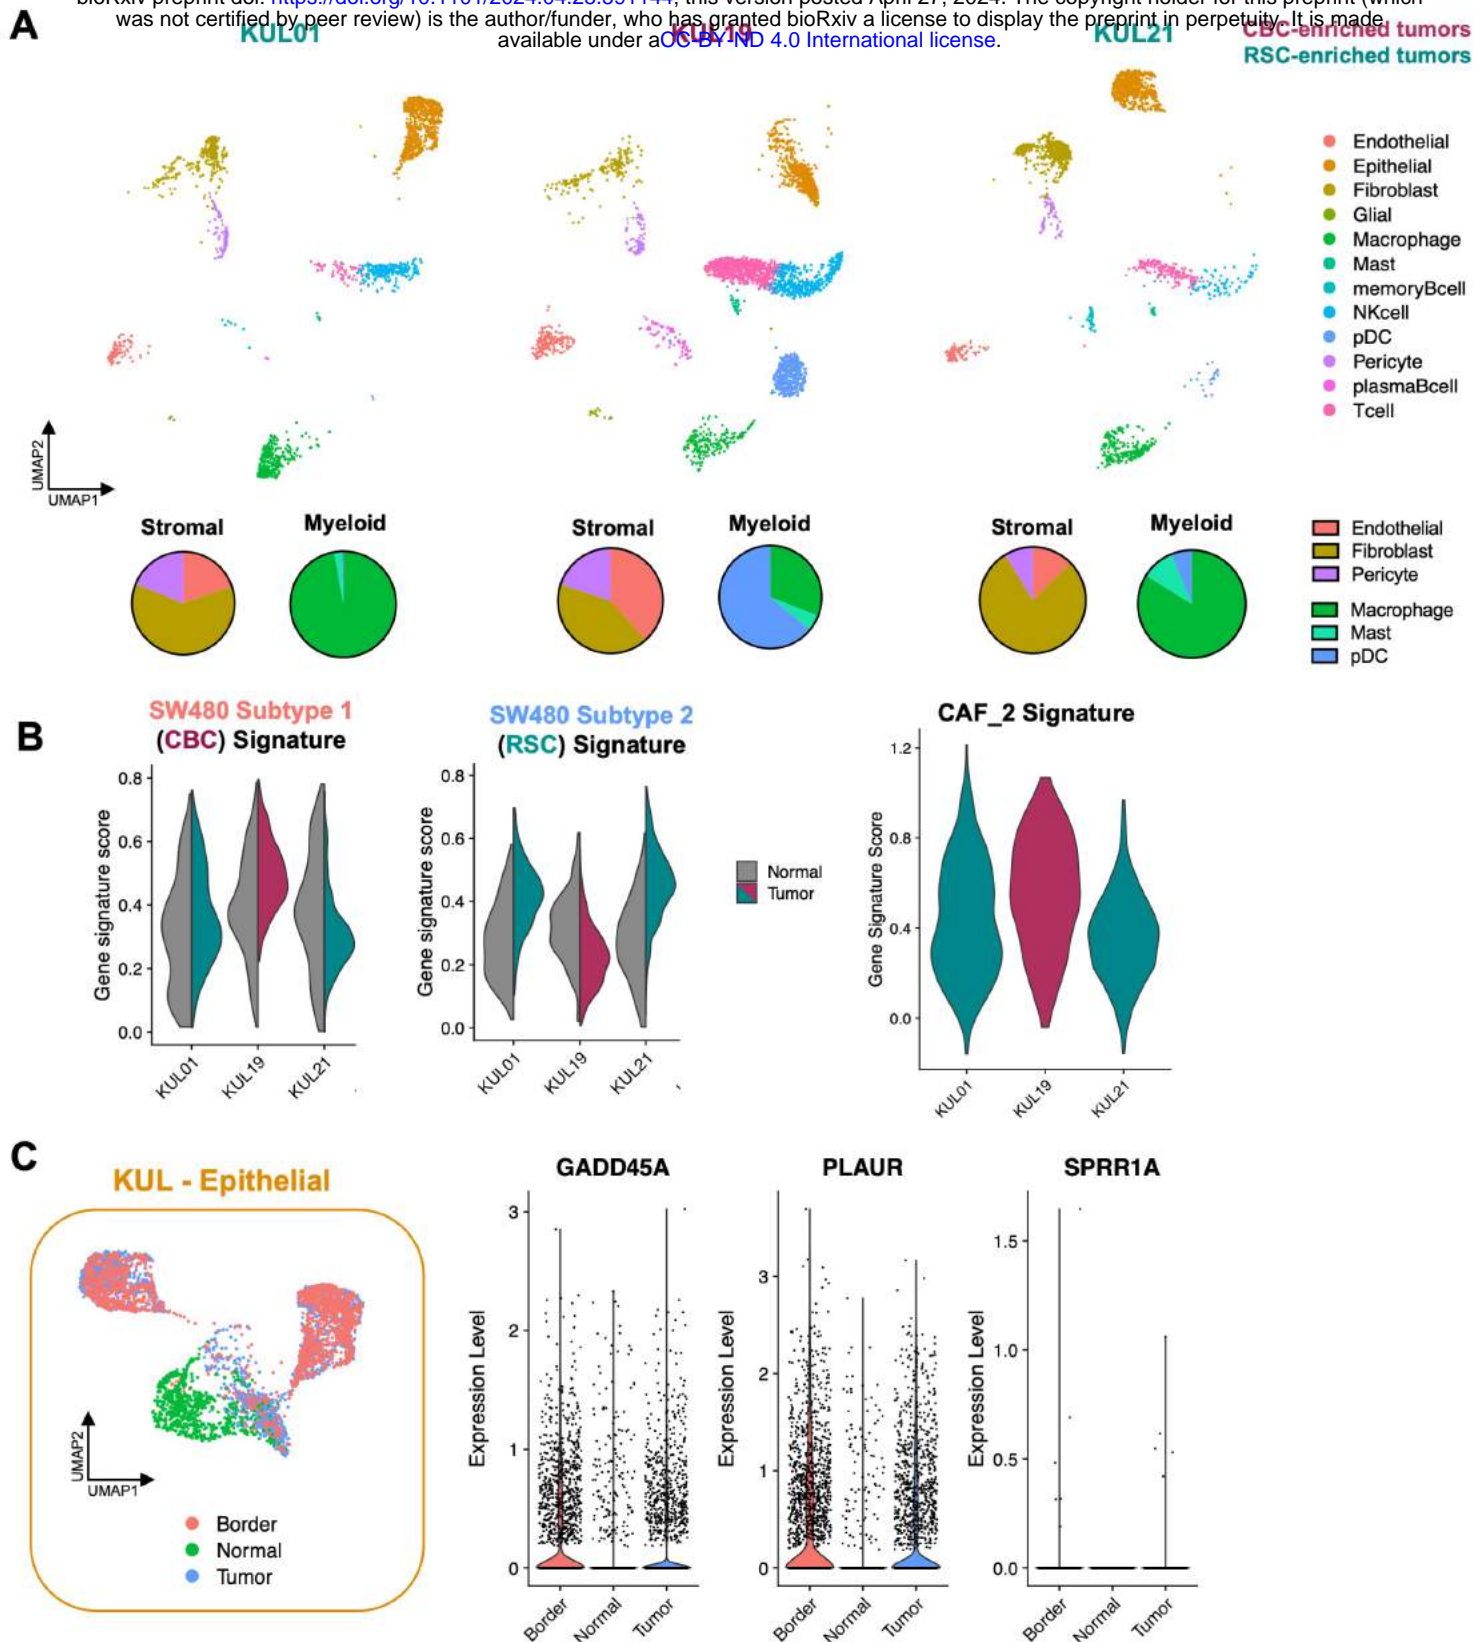 was not certified by peer review) is the author/funder, who has granted bioRxiv a license to display the preprint in perpetuity. It is made
available under aCC-BY-ND 4.0 International license.
A
KUL01
KUL19
KUL21
CBC-enriched tumors
RSC-enriched tumors
Endothelial
Epithelial
Fibroblast
Glial
Macrophage
Mast
memoryBcell
NKcell
pDC
Pericyte
plasmaBcell
Tcell
UMAP2
UMAP1
Stromal
Myeloid
Stromal
Myeloid
Stromal
Myeloid
Endothelial
Fibroblast
Pericyte
Macrophage
Mast
pDC
B
SW480 Subtype 1
(CBC) Signature
Gene signature score
0.8
0.6
0.4
0.2
0.0
KUL01
KUL19
KUL21
SW480 Subtype 2
(RSC) Signature
Gene signature score
0.8
0.6
0.4
0.2
0.0
KUL01
KUL19
KUL21
Normal
Tumor
CAF_2 Signature
Gene Signature Score
1.2
0.8
0.4
0.0
KUL01
KUL19
KUL21
C
KUL - Epithelial
UMAP2
UMAP1
Border
Normal
Tumor
GADD45A
Expression Level
3
2
1
0
Border
Normal
Tumor
PLAUR
Expression Level
3
2
1
0
Border
Normal
Tumor
SPRR1A
Expression Level
1.5
1.0
0.5
0.0
Border
Normal
Tumor